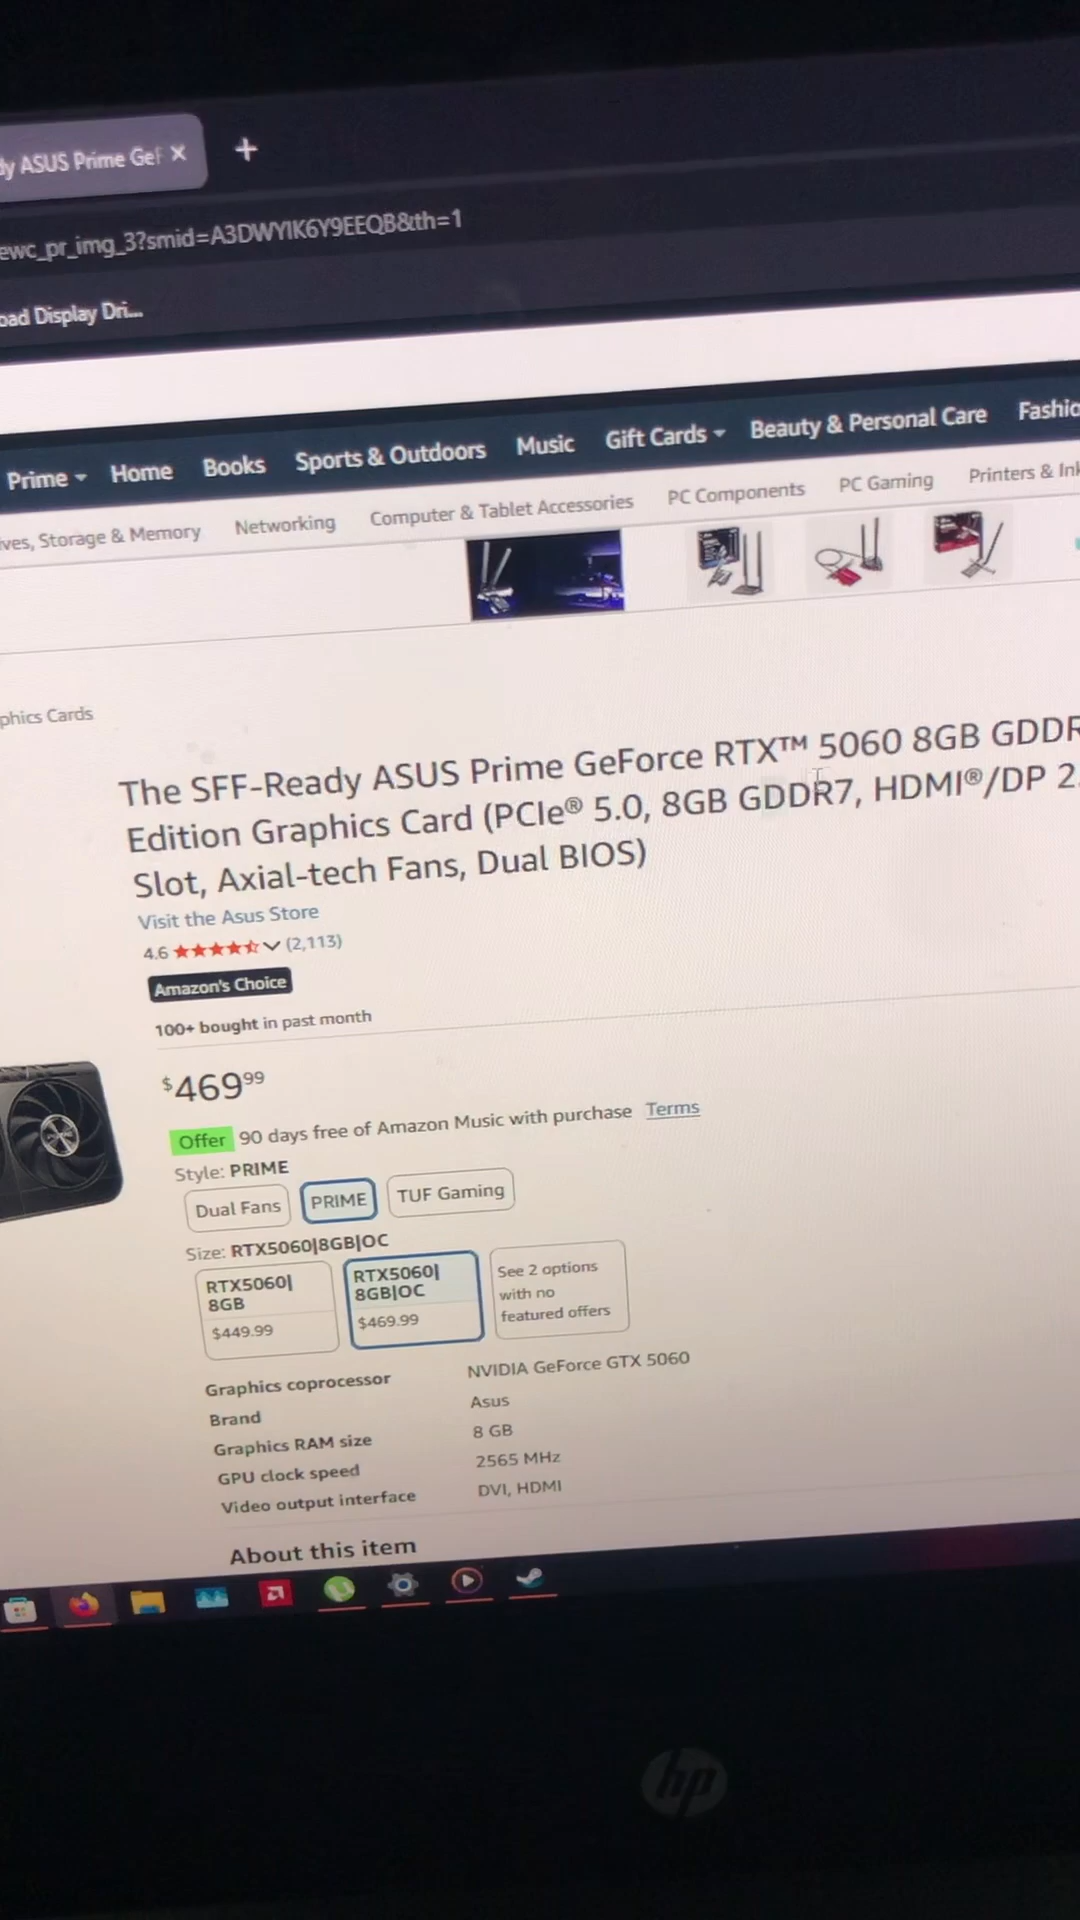 ASUS Prime GeF × +
ewc_pr_img_3?smid=A3DWYIK6Y9EEQB&th=1
oad Display Dri...
Prime Home Books Sports & Outdoors Music Gift Cards Beauty & Personal Care Fashio
ves, Storage & Memory Networking Computer & Tablet Accessories PC Components PC Gaming Printers & Ink
phics Cards
The SFF-Ready ASUS Prime GeForce RTX™ 5060 8GB GDDR
Edition Graphics Card (PCIe® 5.0, 8GB GDDR7, HDMI®/DP 2.
Slot, Axial-tech Fans, Dual BIOS)
Visit the Asus Store
4.6 (2,113)
Amazon's Choice
100+ bought in past month
$469 99
Offer 90 days free of Amazon Music with purchase Terms
Style: PRIME
Dual Fans PRIME TUF Gaming
Size: RTX5060|8GB|OC
RTX5060|
8GB
$449.99
RTX5060|
8GB|OC
$469.99
See 2 options
with no
featured offers
Graphics coprocessor NVIDIA GeForce GTX 5060
Brand Asus
Graphics RAM size 8 GB
GPU clock speed 2565 MHz
Video output interface DVI, HDMI
About this item
hp